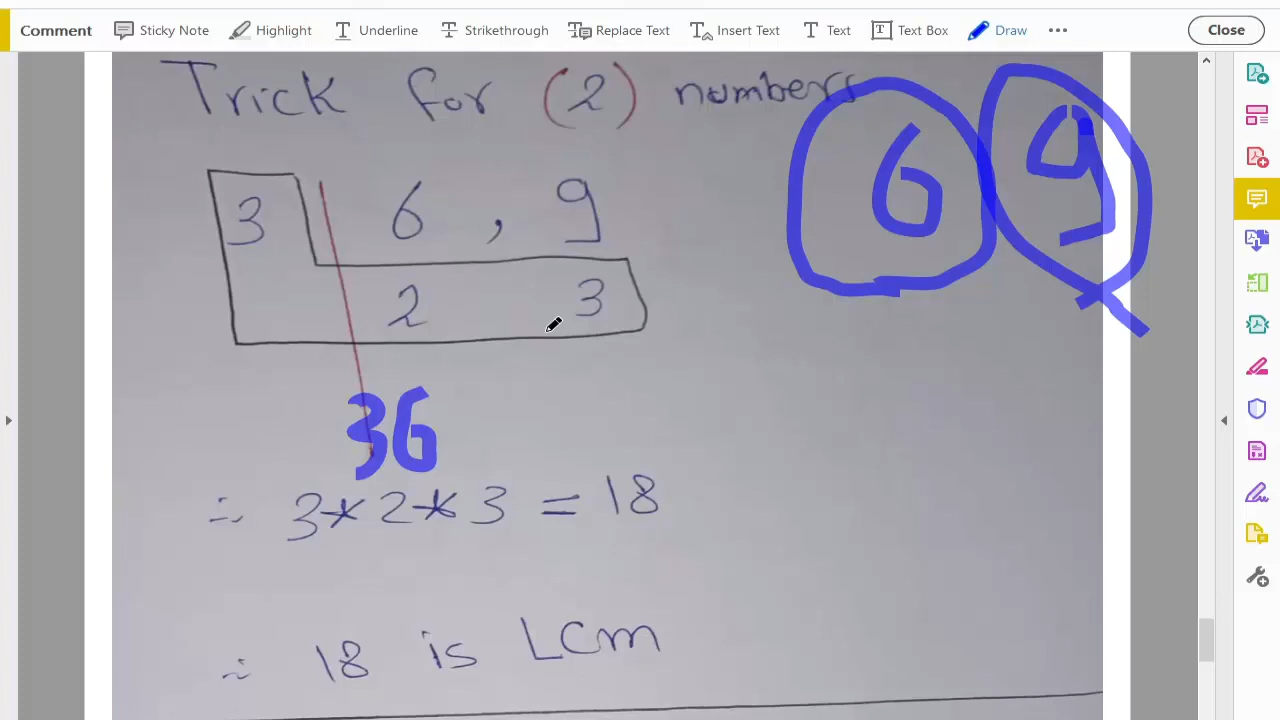 Comment Sticky Note Highlight Underline Strikethrough Replace Text Insert Text Text Text Box Draw ••• Close
Trick for (2) numbers
6 9
3 6 , 9
2 3
36
∴ 3*2*3 = 18
∴ 18 is LCm